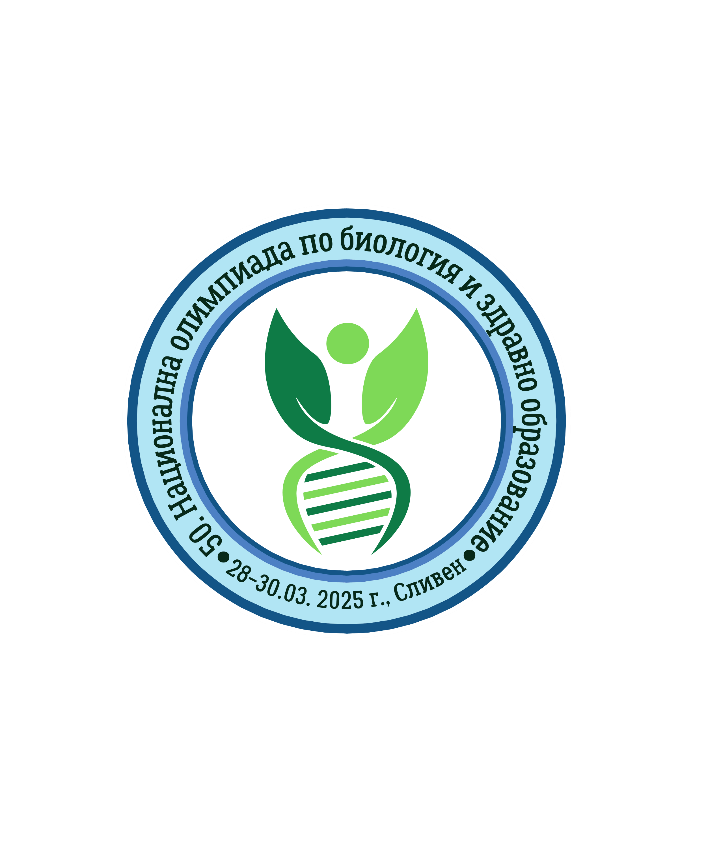 50. Национална олимпиада по биология и здравно образование
28-30.03. 2025 г., Сливен